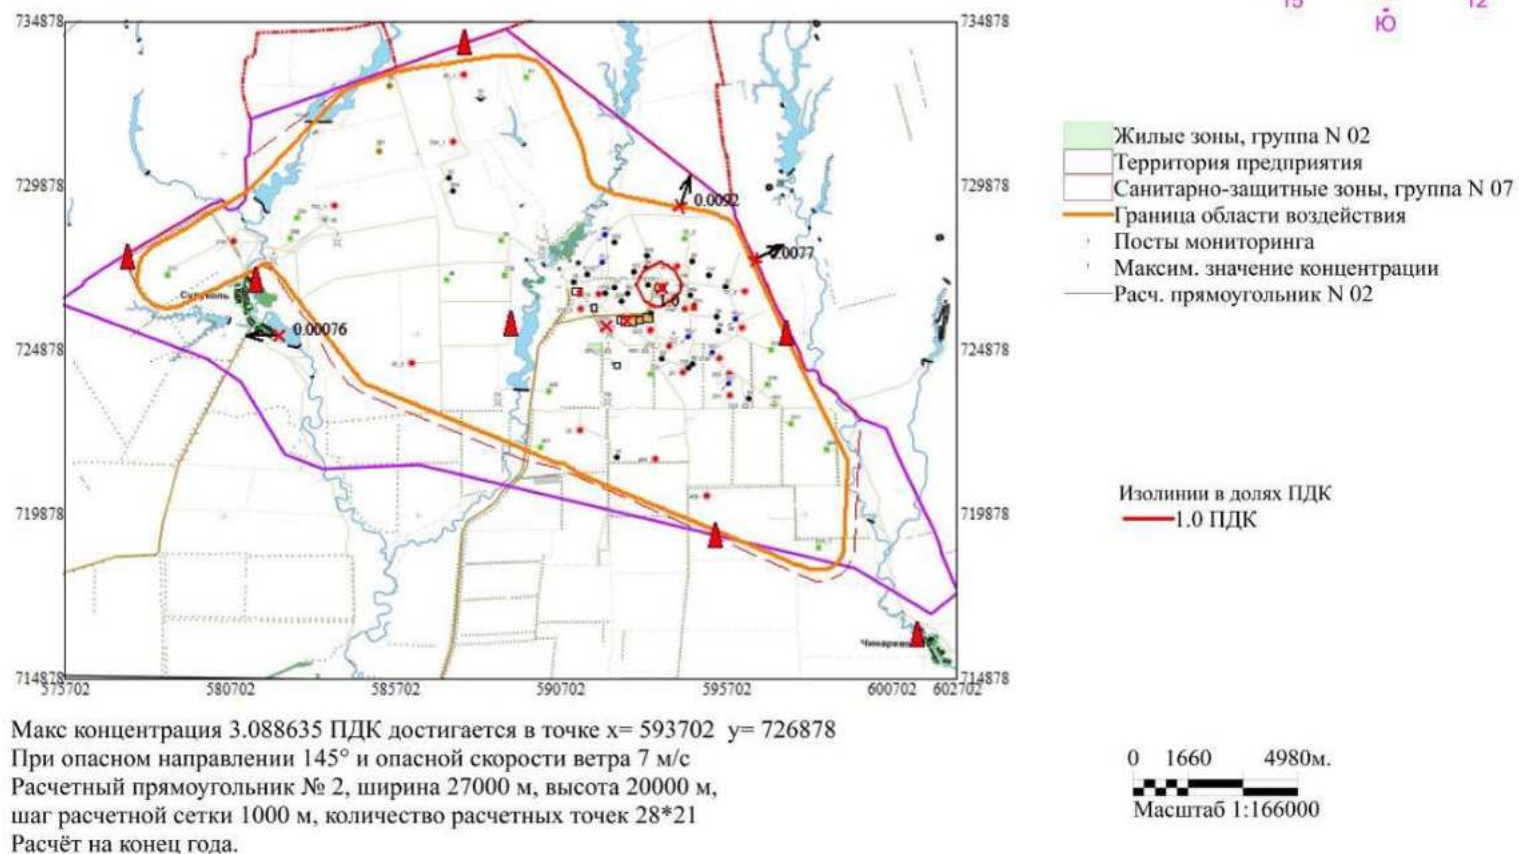 15
12
Ю
734878
734878
Жилые зоны, группа N 02
Территория предприятия
Санитарно-защитные зоны, группа N 07
Граница области воздействия
Посты мониторинга
Максим. значение концентрации
Расч. прямоугольник N 02
729878
729878
0.0092
0.0077
1.0
0.00076
724878
724878
Изолинии в долях ПДК
1.0 ПДК
719878
719878
714878
714878
575702
580702
585702
590702
595702
600702
602702
Макс концентрация 3.088635 ПДК достигается в точке x= 593702 y= 726878
При опасном направлении 145° и опасной скорости ветра 7 м/с
Расчетный прямоугольник № 2, ширина 27000 м, высота 20000 м,
шаг расчетной сетки 1000 м, количество расчетных точек 28*21
Расчёт на конец года.
0 1660 4980м.
Масштаб 1:166000